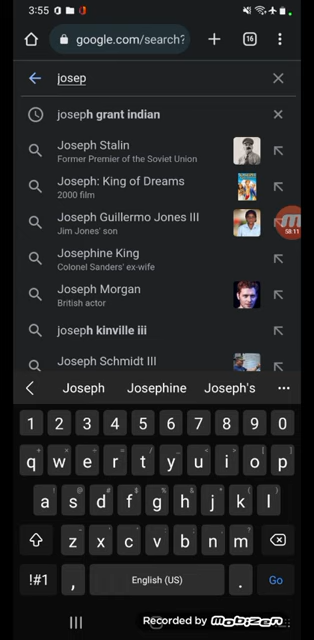 3:55
google.com/search?
16
josep
joseph grant indian
Joseph Stalin
Former Premier of the Soviet Union
Joseph: King of Dreams
2000 film
Joseph Guillermo Jones III
Jim Jones' son
58:11
Josephine King
Colonel Sanders' ex-wife
Joseph Morgan
British actor
joseph kinville iii
Joseph Schmidt III
Joseph Josephine Joseph's
1 2 3 4 5 6 7 8 9 0
q w e r t y u i o p
a s d f g h j k l
z x c v b n m
!#1 , English (US) . Go
Recorded by mobizen